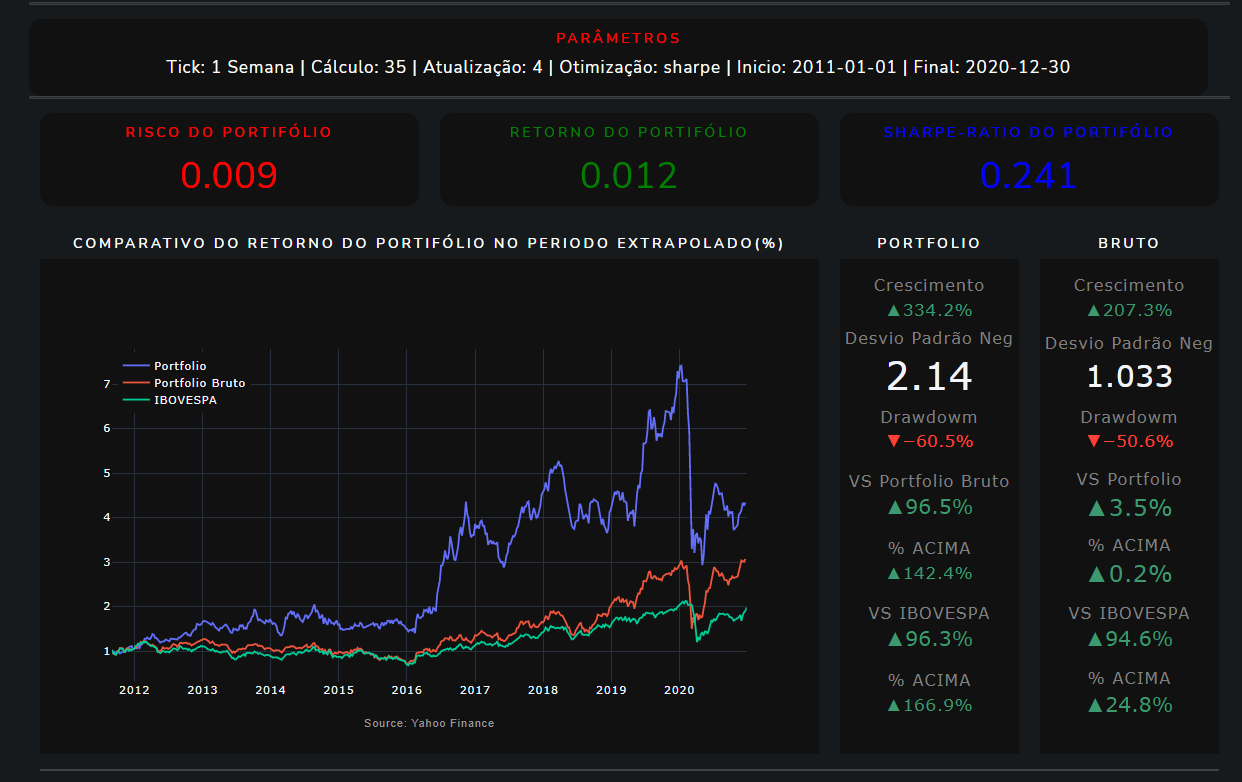 PARÂMETROS
Tick: 1 Semana | Cálculo: 35 | Atualização: 4 | Otimização: sharpe | Inicio: 2011-01-01 | Final: 2020-12-30
RISCO DO PORTIFÓLIO
0.009
RETORNO DO PORTIFÓLIO
0.012
SHARPE-RATIO DO PORTIFÓLIO
0.241
COMPARATIVO DO RETORNO DO PORTIFÓLIO NO PERIODO EXTRAPOLADO(%)
Portfolio
Portfolio Bruto
IBOVESPA
7
6
5
4
3
2
1
2012 2013 2014 2015 2016 2017 2018 2019 2020
Source: Yahoo Finance
PORTFOLIO
Crescimento
▲334.2%
Desvio Padrão Neg
2.14
Drawdowm
▼−60.5%
VS Portfolio Bruto
▲96.5%
% ACIMA
▲142.4%
VS IBOVESPA
▲96.3%
% ACIMA
▲166.9%
BRUTO
Crescimento
▲207.3%
Desvio Padrão Neg
1.033
Drawdowm
▼−50.6%
VS Portfolio
▲3.5%
% ACIMA
▲0.2%
VS IBOVESPA
▲94.6%
% ACIMA
▲24.8%